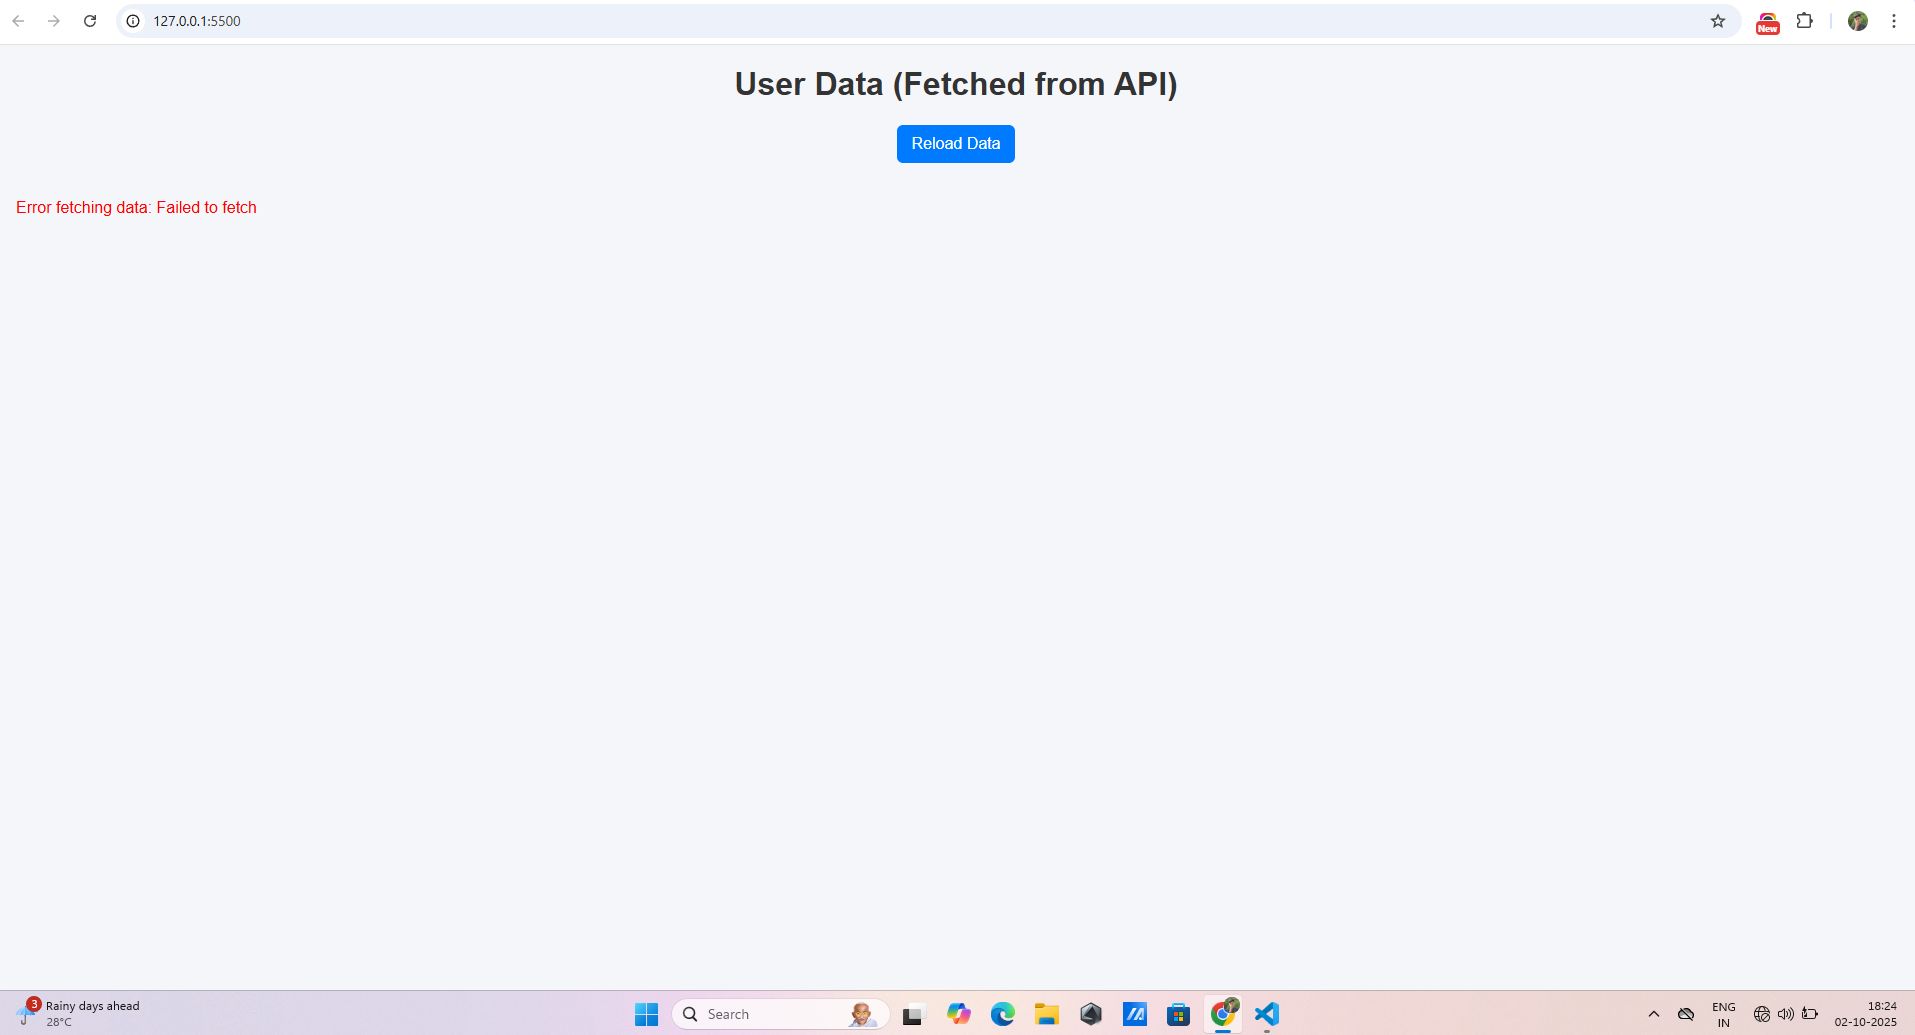 127.0.0.1:5500
New
User Data (Fetched from API)
Reload Data
Error fetching data: Failed to fetch
3
Rainy days ahead
28°C
Search
ENG
IN
18:24
02-10-2025